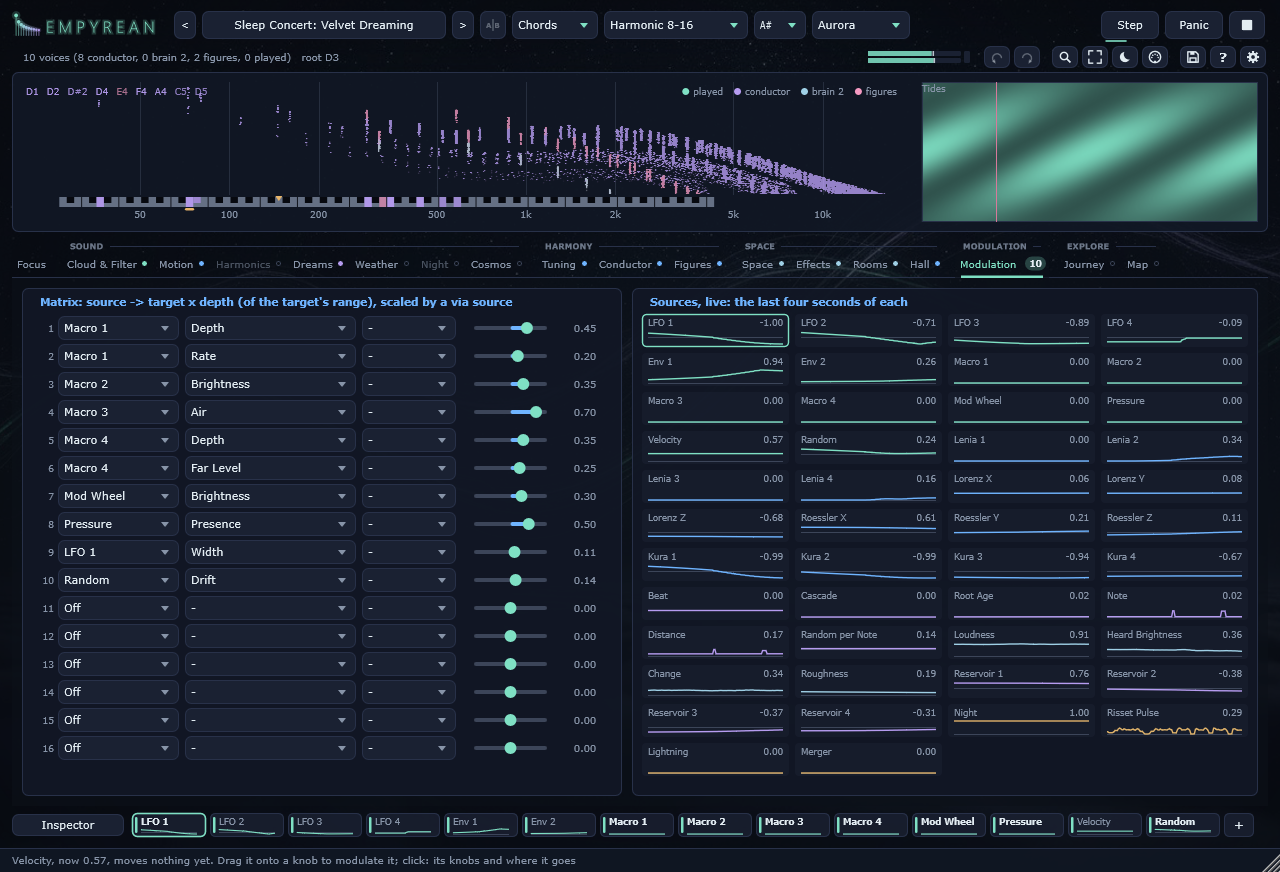 EMPYREAN
< Sleep Concert: Velvet Dreaming > A|B Chords Harmonic 8-16 A# Aurora Step Panic
10 voices (8 conductor, 0 brain 2, 2 figures, 0 played) root D3
D1 D2 D#2 D4 E4 F4 A4 C5 D5 played conductor brain 2 figures Tides
50 100 200 500 1k 2k 5k 10k
SOUND HARMONY SPACE MODULATION EXPLORE
Focus Cloud & Filter Motion Harmonics Dreams Weather Night Cosmos Tuning Conductor Figures Space Effects Rooms Hall Modulation 10 Journey Map
Matrix: source -> target x depth (of the target's range), scaled by a via source
1 Macro 1 Depth - 0.45
2 Macro 1 Rate - 0.20
3 Macro 2 Brightness - 0.35
4 Macro 3 Air - 0.70
5 Macro 4 Depth - 0.35
6 Macro 4 Far Level - 0.25
7 Mod Wheel Brightness - 0.30
8 Pressure Presence - 0.50
9 LFO 1 Width - 0.11
10 Random Drift - 0.14
11 Off - - 0.00
12 Off - - 0.00
13 Off - - 0.00
14 Off - - 0.00
15 Off - - 0.00
16 Off - - 0.00
Sources, live: the last four seconds of each
LFO 1 -1.00 LFO 2 -0.71 LFO 3 -0.89 LFO 4 -0.09
Env 1 0.94 Env 2 0.26 Macro 1 0.00 Macro 2 0.00
Macro 3 0.00 Macro 4 0.00 Mod Wheel 0.00 Pressure 0.00
Velocity 0.57 Random 0.24 Lenia 1 0.00 Lenia 2 0.34
Lenia 3 0.00 Lenia 4 0.16 Lorenz X 0.06 Lorenz Y 0.08
Lorenz Z -0.68 Roessler X 0.61 Roessler Y 0.21 Roessler Z 0.11
Kura 1 -0.99 Kura 2 -0.99 Kura 3 -0.94 Kura 4 -0.67
Beat 0.00 Cascade 0.00 Root Age 0.02 Note 0.02
Distance 0.17 Random per Note 0.14 Loudness 0.91 Heard Brightness 0.36
Change 0.34 Roughness 0.19 Reservoir 1 0.76 Reservoir 2 -0.38
Reservoir 3 -0.37 Reservoir 4 -0.31 Night 1.00 Risset Pulse 0.29
Lightning 0.00 Merger 0.00
Inspector LFO 1 LFO 2 LFO 3 LFO 4 Env 1 Env 2 Macro 1 Macro 2 Macro 3 Macro 4 Mod Wheel Pressure Velocity Random +
Velocity, now 0.57, moves nothing yet. Drag it onto a knob to modulate it; click: its knobs and where it goes